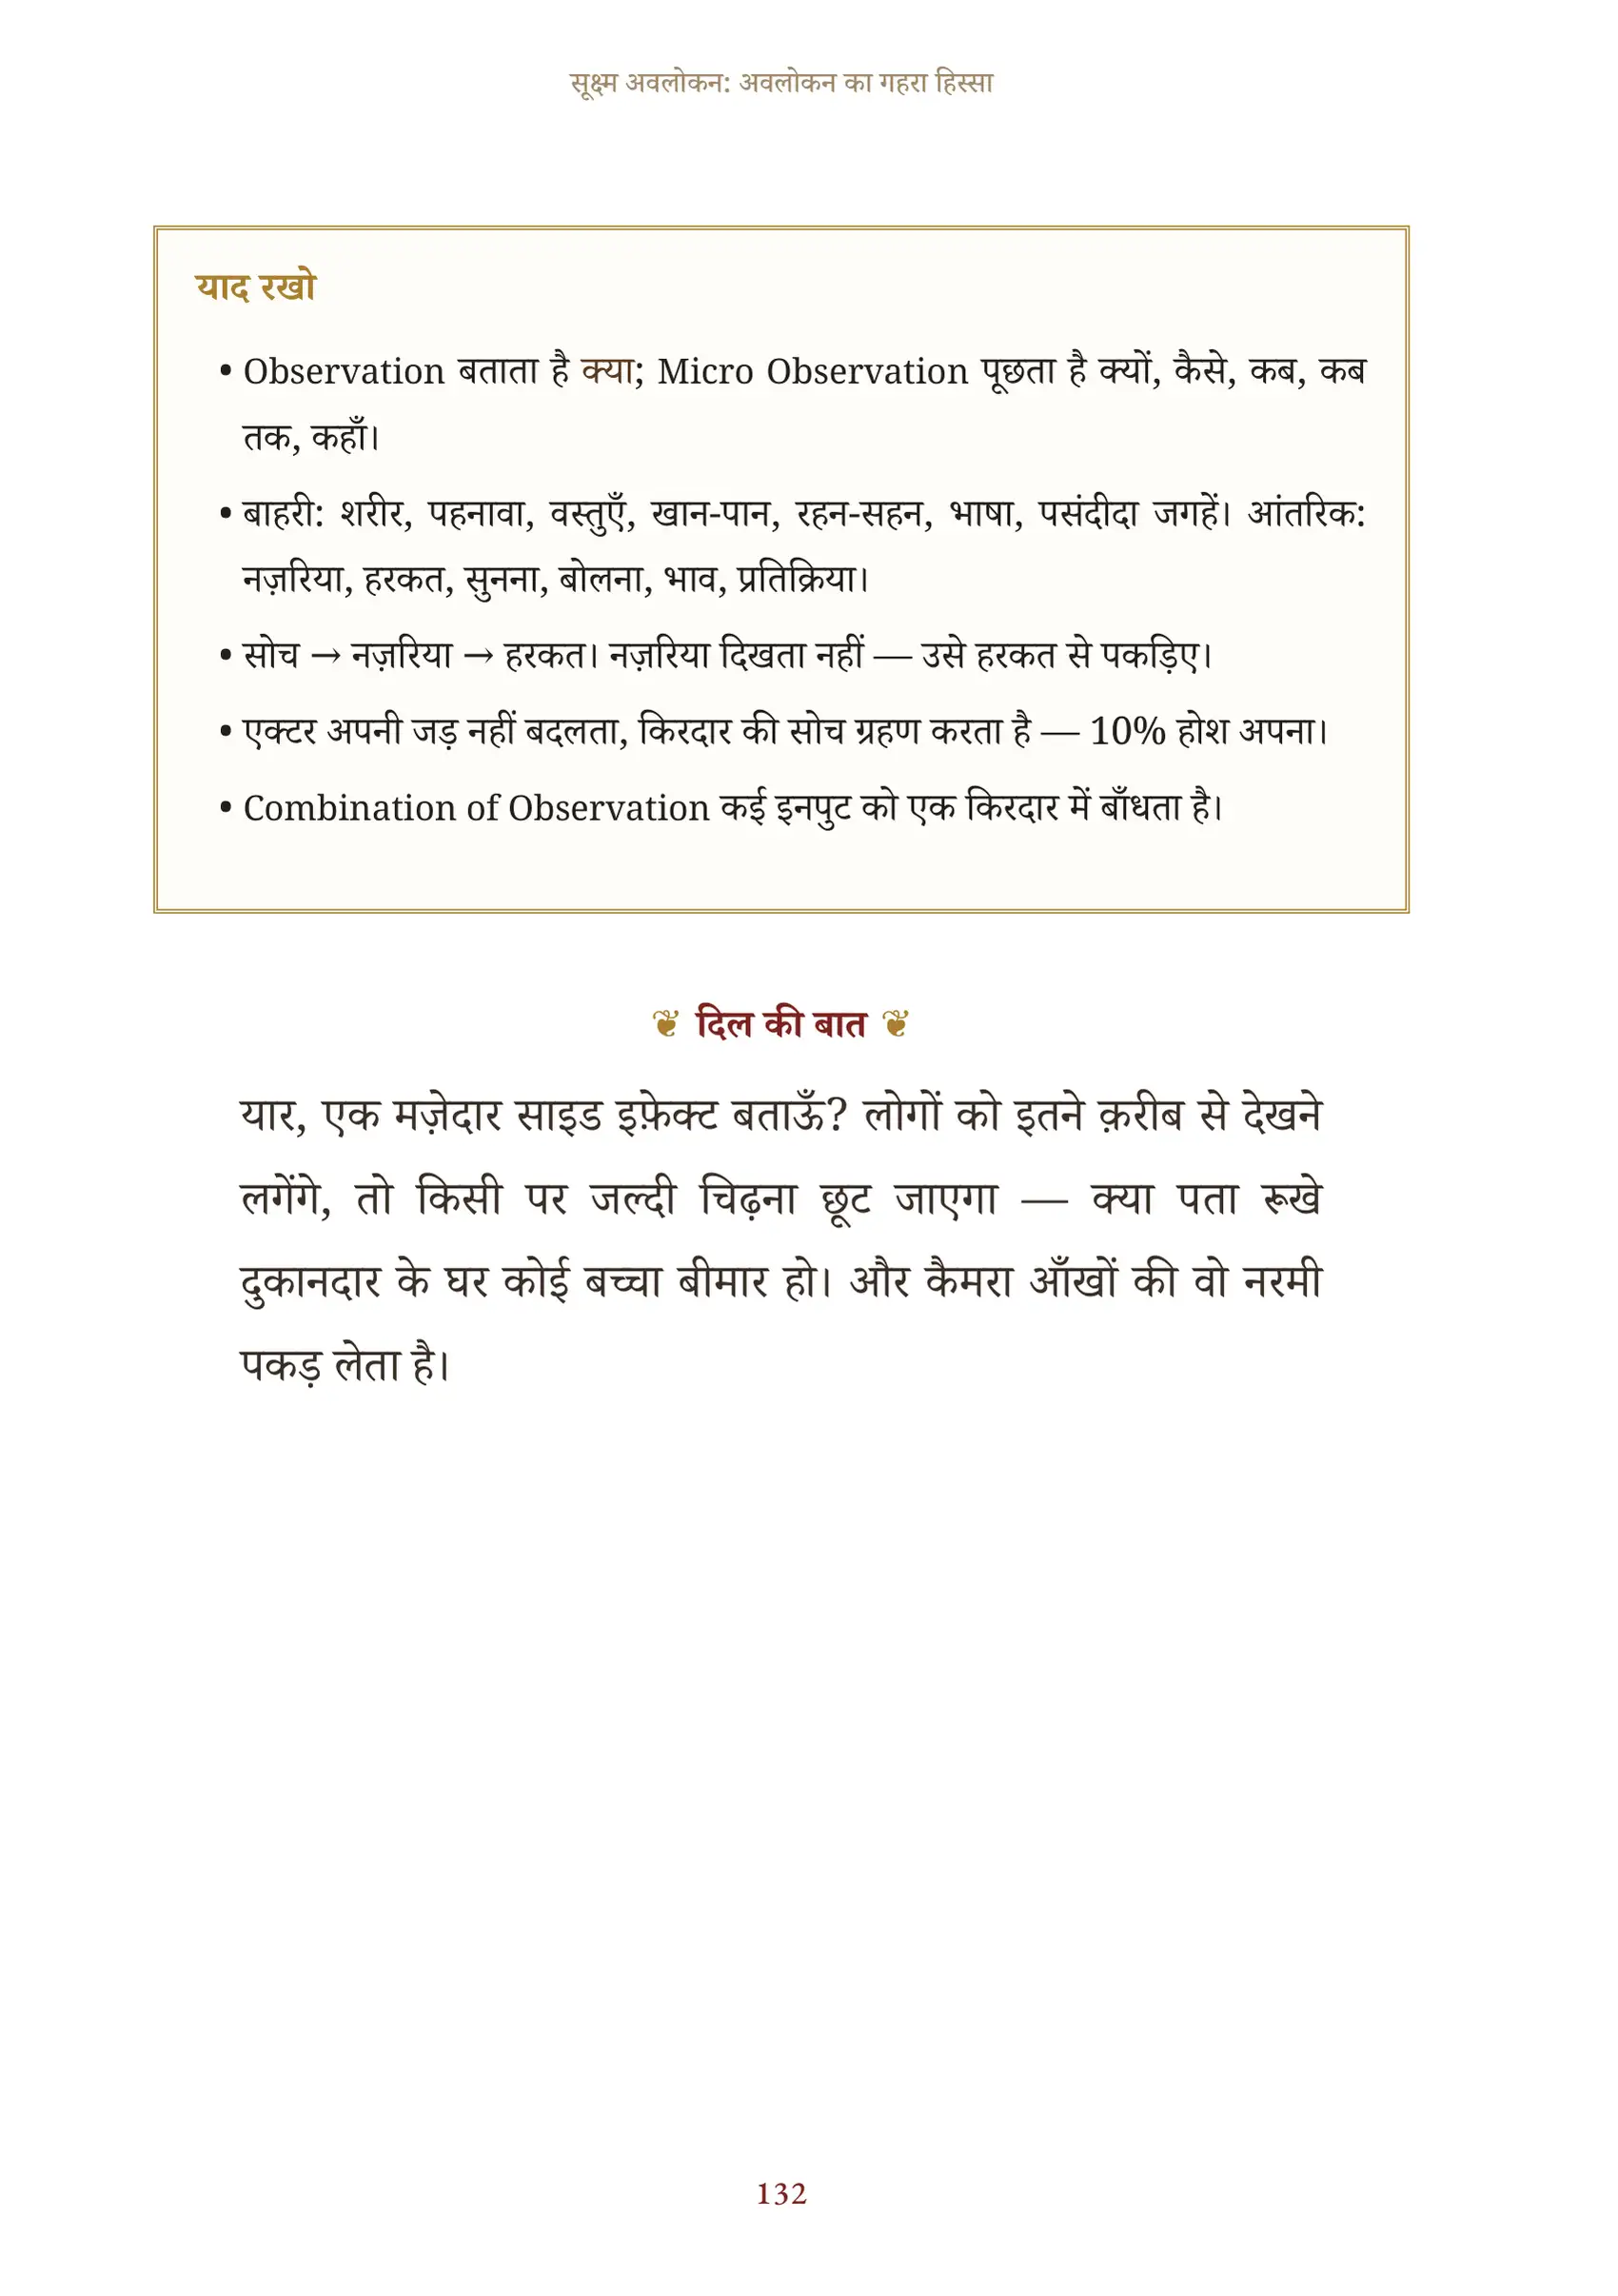 सूक्ष्म अवलोकन: अवलोकन का गहरा हिस्सा
याद रखो
• Observation बताता है क्या; Micro Observation पूछता है क्यों, कैसे, कब, कब
तक, कहाँ।
• बाहरी: शरीर, पहनावा, वस्तुएँ, खान-पान, रहन-सहन, भाषा, पसंदीदा जगहें। आंतरिक:
नज़रिया, हरकत, सुनना, बोलना, भाव, प्रतिक्रिया।
• सोच → नज़रिया → हरकत। नज़रिया दिखता नहीं — उसे हरकत से पकड़िए।
• एक्टर अपनी जड़ नहीं बदलता, किरदार की सोच ग्रहण करता है — 10% होश अपना।
• Combination of Observation कई इनपुट को एक किरदार में बाँधता है।
❦ दिल की बात ❦
यार, एक मज़ेदार साइड इफ़ेक्ट बताऊँ? लोगों को इतने क़रीब से देखने
लगेंगे, तो किसी पर जल्दी चिढ़ना छूट जाएगा — क्या पता रूखे
दुकानदार के घर कोई बच्चा बीमार हो। और कैमरा आँखों की वो नरमी
पकड़ लेता है।
132